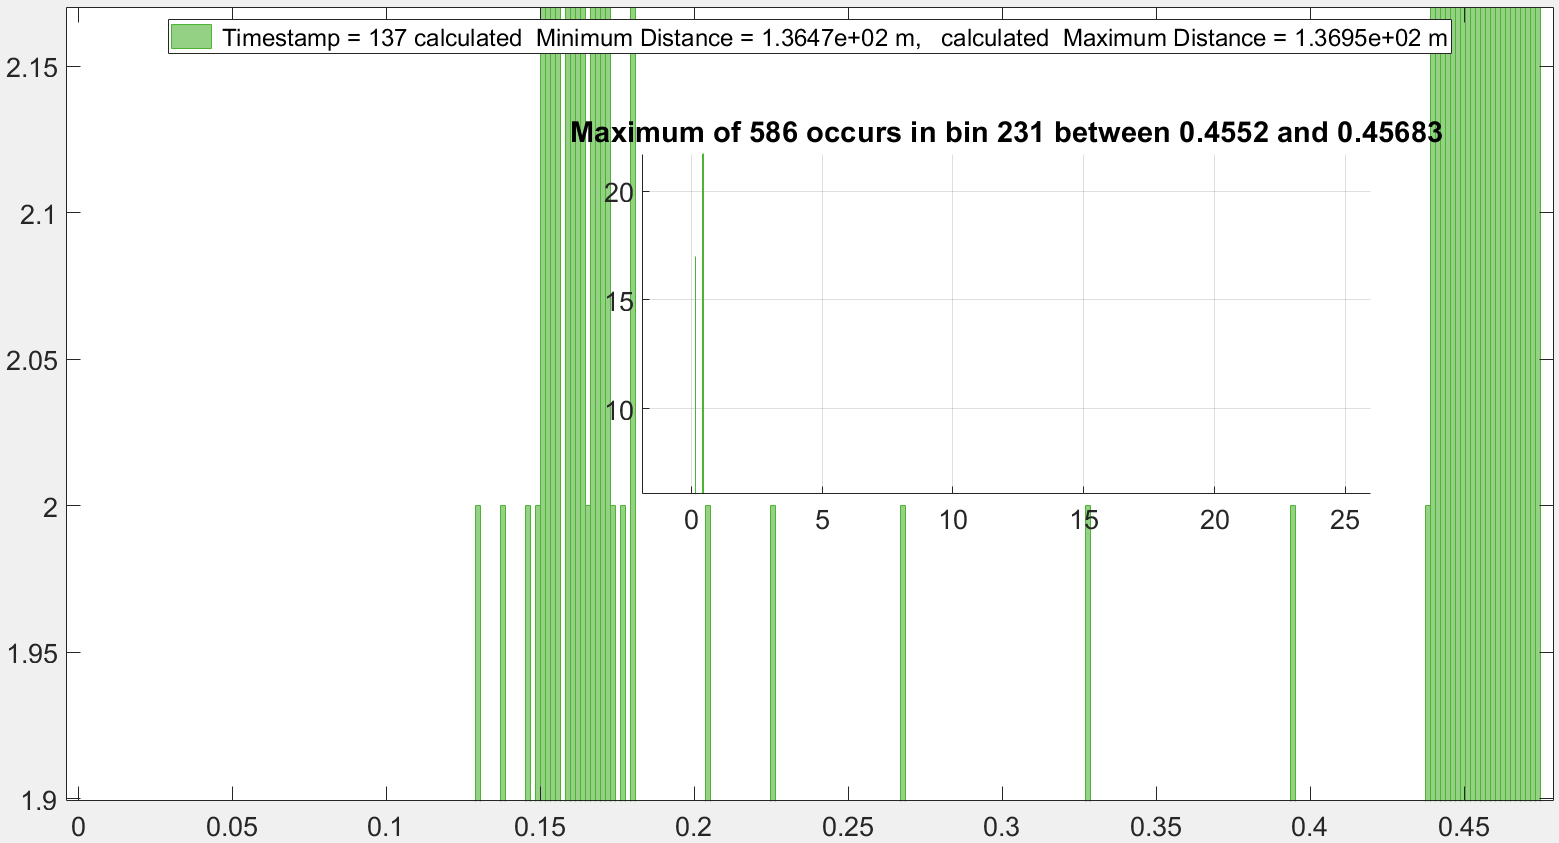 Timestamp = 137 calculated  Minimum Distance = 1.3647e+02 m,   calculated  Maximum Distance = 1.3695e+02 m
2.15
Maximum of 586 occurs in bin 231 between 0.4552 and 0.45683
20
2.1
15
2.05
10
2
0 5 10 15 20 25
1.95
1.9
0 0.05 0.1 0.15 0.2 0.25 0.3 0.35 0.4 0.45